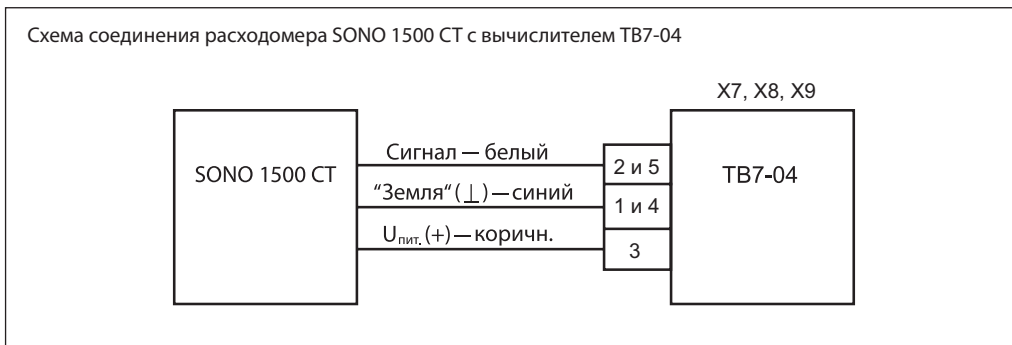 Схема соединения расходомера SONO 1500 CT с вычислителем ТВ7-04
X7, X8, X9
SONO 1500 CT
Сигнал — белый
2 и 5
ТВ7-04
"Земля" (⊥) — синий
1 и 4
Uпит. (+) — коричн.
3